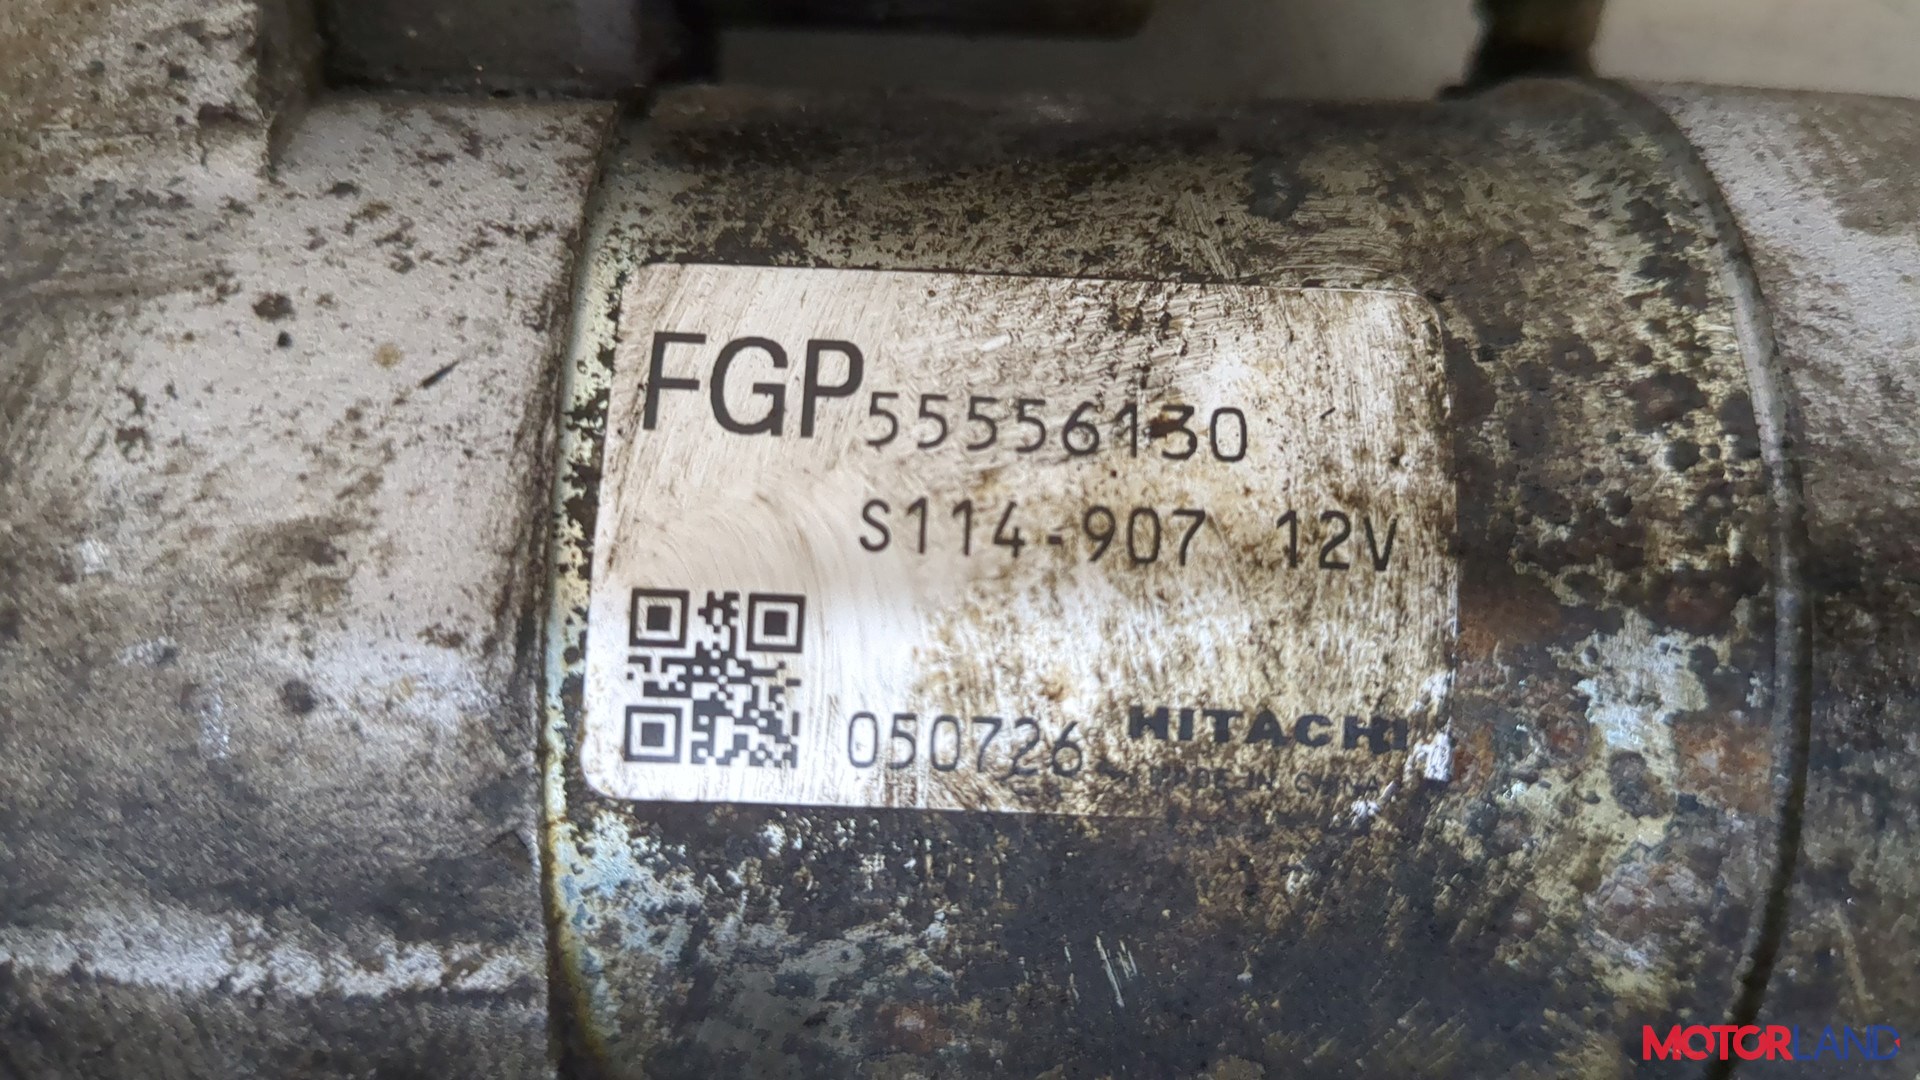 FGP 55556130
S114-907 12V
050726 HITACHI
MADE IN CHINA
MOTORLAND